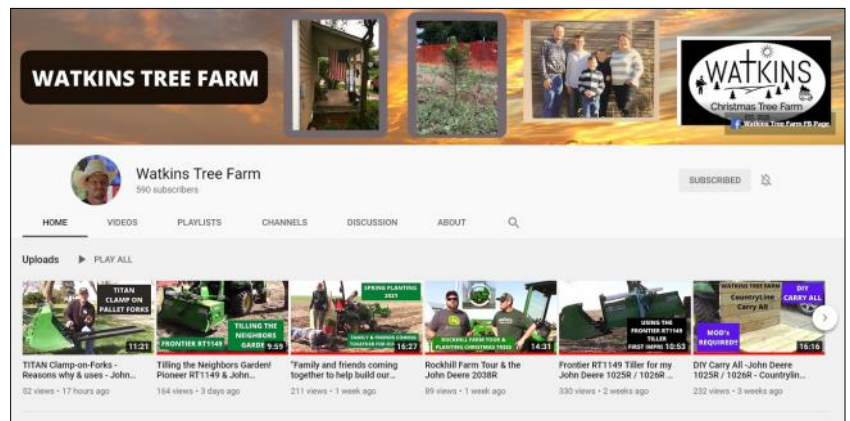 WATKINS TREE FARM
WATKINS
Christmas Tree Farm
Watkins Tree Farm FB Page
Watkins Tree Farm
590 subscribers
SUBSCRIBED
HOME VIDEOS PLAYLISTS CHANNELS DISCUSSION ABOUT
Uploads PLAY ALL
TITAN
CLAMP ON
PALLET FORKS
11:21
TITAN Clamp-on-Forks -
Reasons why & uses - John...
52 views • 17 hours ago
TILLING THE
NEIGHBORS
GARDE
FRONTIER RT1149
9:59
Tilling the Neighbors Garden!
Pioneer RT1149 & John...
164 views • 3 days ago
SPRING PLANTING
2021
FAMILY & FRIENDS COMING
TOGETHER FOR
16:27
"Family and friends coming
together to help build our...
211 views • 1 week ago
ROCKHILL FARM TOUR &
PLANTING CHRISTMAS TREES
14:31
Rockhill Farm Tour & the
John Deere 2038R
89 views • 1 week ago
USING THE
FRONTIER RT1149
TILLER
FIRST IMPRE
10:53
Frontier RT1149 Tiller for my
John Deere 1025R / 1026R ...
330 views • 2 weeks ago
WATKINS TREE FARM
CountryLine
Carry All
DIY
CARRY ALL
MOD's
REQUIRED!!
16:16
DIY Carry All -John Deere
1025R / 1026R - Countrylin...
232 views • 3 weeks ago